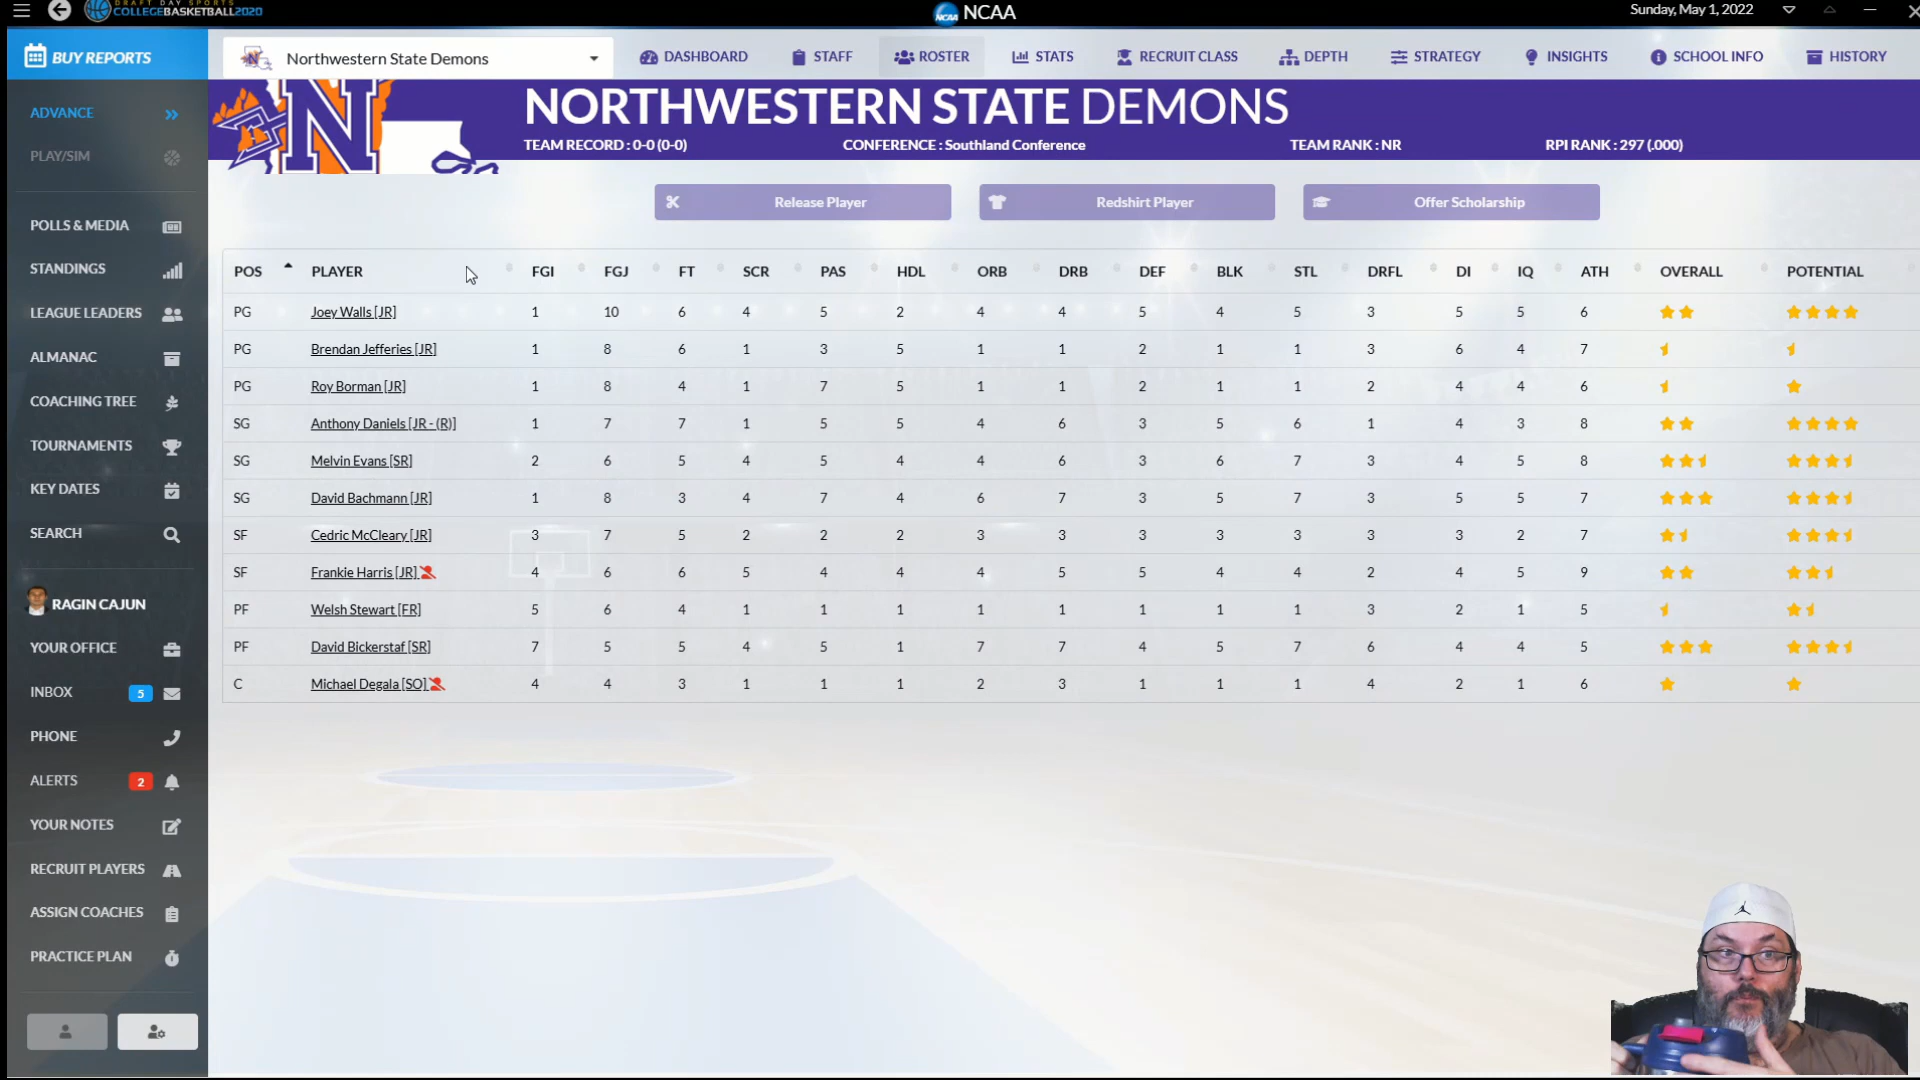 DRAFT DAY SPORTS
COLLEGEBASKETBALL2020
NCAA NCAA
Sunday, May 1, 2022
BUY REPORTS
Northwestern State Demons
DASHBOARD STAFF ROSTER STATS RECRUIT CLASS DEPTH STRATEGY INSIGHTS SCHOOL INFO HISTORY
N
NORTHWESTERN STATE DEMONS
TEAM RECORD : 0-0 (0-0) CONFERENCE : Southland Conference TEAM RANK : NR RPI RANK : 297 (.000)
Release Player Redshirt Player Offer Scholarship
POS PLAYER FGI FGJ FT SCR PAS HDL ORB DRB DEF BLK STL DRFL DI IQ ATH OVERALL POTENTIAL
PG Joey Walls [JR] 1 10 6 4 5 2 4 4 5 4 5 3 5 5 6
PG Brendan Jefferies [JR] 1 8 6 1 3 5 1 1 2 1 1 3 6 4 7
PG Roy Borman [JR] 1 8 4 1 7 5 1 1 2 1 1 2 4 4 6
SG Anthony Daniels [JR - (R)] 1 7 7 1 5 5 4 6 3 5 6 1 4 3 8
SG Melvin Evans [SR] 2 6 5 4 5 4 4 6 3 6 7 3 4 5 8
SG David Bachmann [JR] 1 8 3 4 7 4 6 7 3 5 7 3 5 5 7
SF Cedric McCleary [JR] 3 7 5 2 2 2 3 3 3 3 3 3 3 2 7
SF Frankie Harris [JR] 4 6 6 5 4 4 4 5 5 4 4 2 4 5 9
PF Welsh Stewart [FR] 5 6 4 1 1 1 1 1 1 1 1 3 2 1 5
PF David Bickerstaf [SR] 7 5 5 4 5 1 7 7 4 5 7 6 4 4 5
C Michael Degala [SO] 4 4 3 1 1 1 2 3 1 1 1 4 2 1 6
ADVANCE
PLAY/SIM
POLLS & MEDIA
STANDINGS
LEAGUE LEADERS
ALMANAC
COACHING TREE
TOURNAMENTS
KEY DATES
SEARCH
RAGIN CAJUN
YOUR OFFICE
INBOX 5
PHONE
ALERTS 2
YOUR NOTES
RECRUIT PLAYERS
ASSIGN COACHES
PRACTICE PLAN